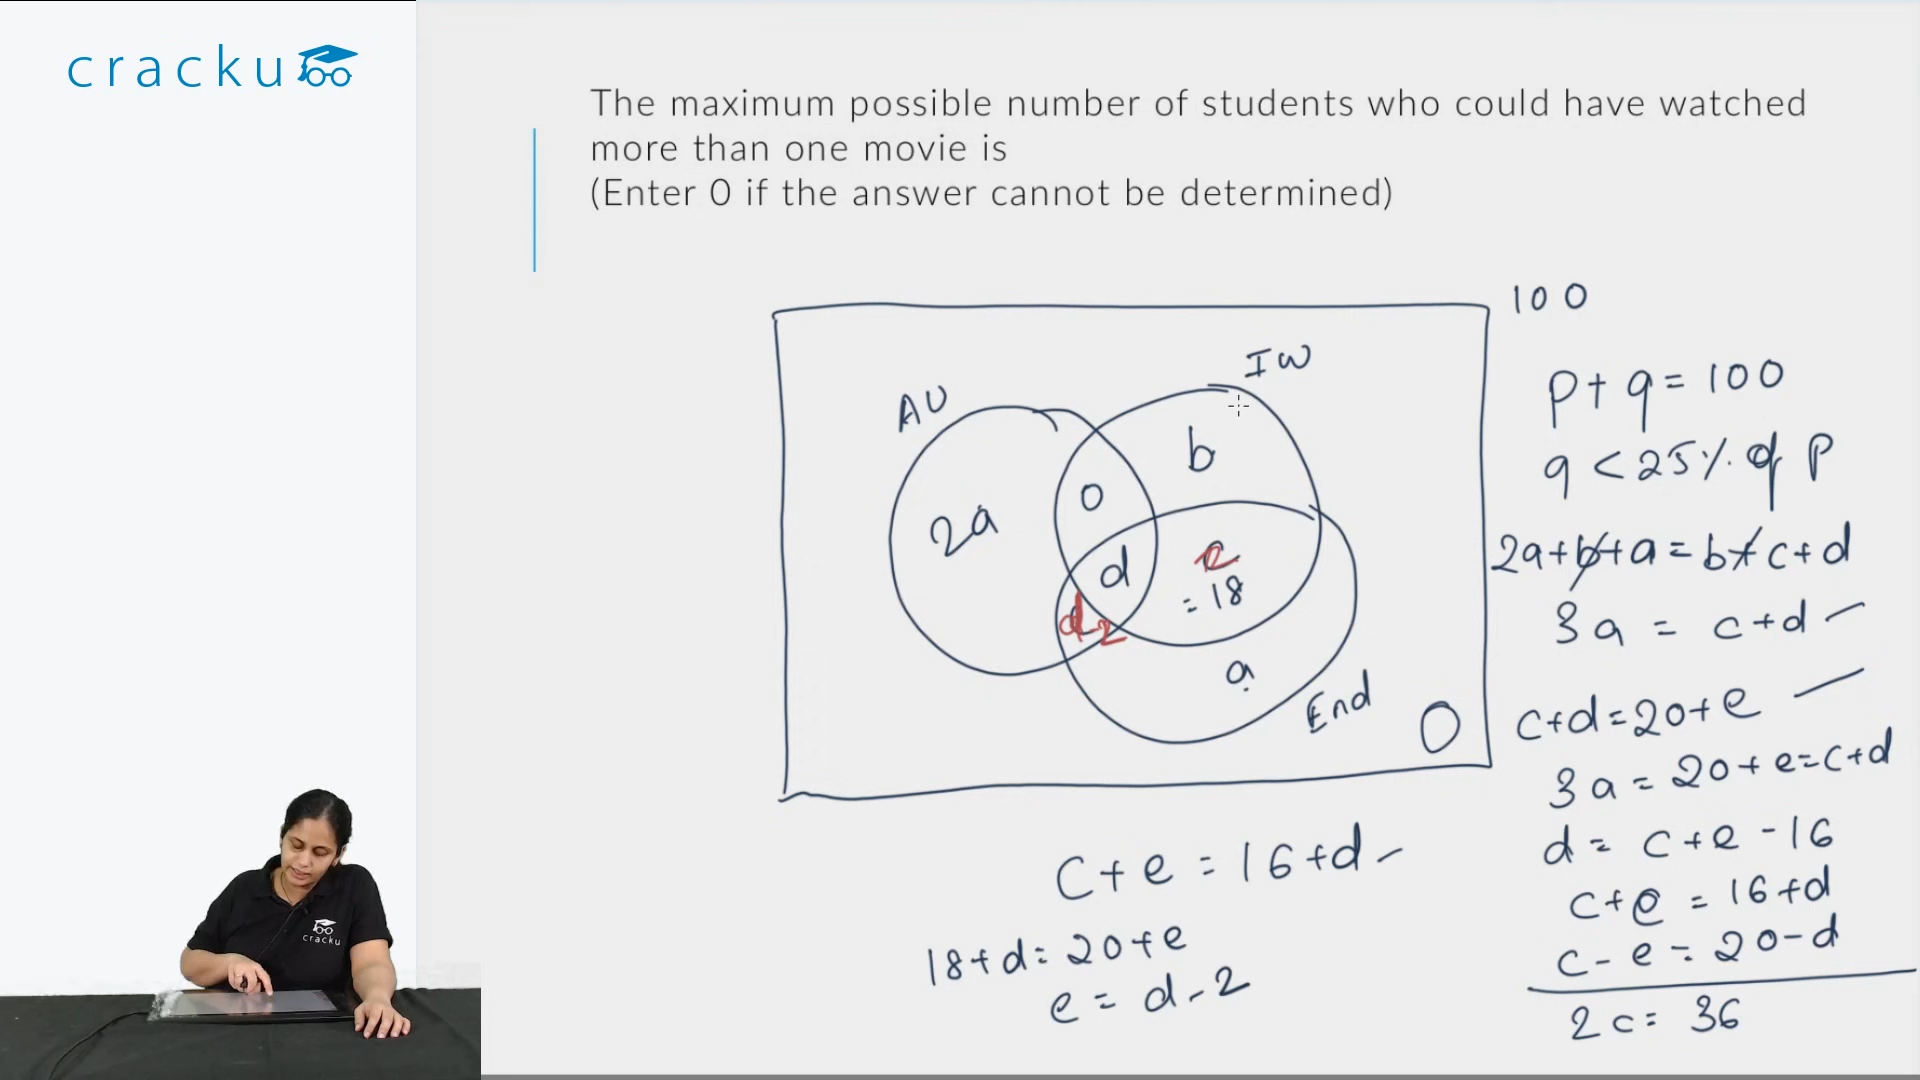 cracku
The maximum possible number of students who could have watched
more than one movie is
(Enter 0 if the answer cannot be determined)
100
IW
AU
b
0
2a
d
e
= 18
d-2
a
End
0
p + q = 100
q < 25% of p
2a+b+a = b+c+d
3a = c+d
c+d = 20+e
3a = 20+e = c+d
d = c+e-16
c+e = 16+d
c-e = 20-d
2c = 36
c+e = 16+d
18+d = 20+e
e = d-2
cracku